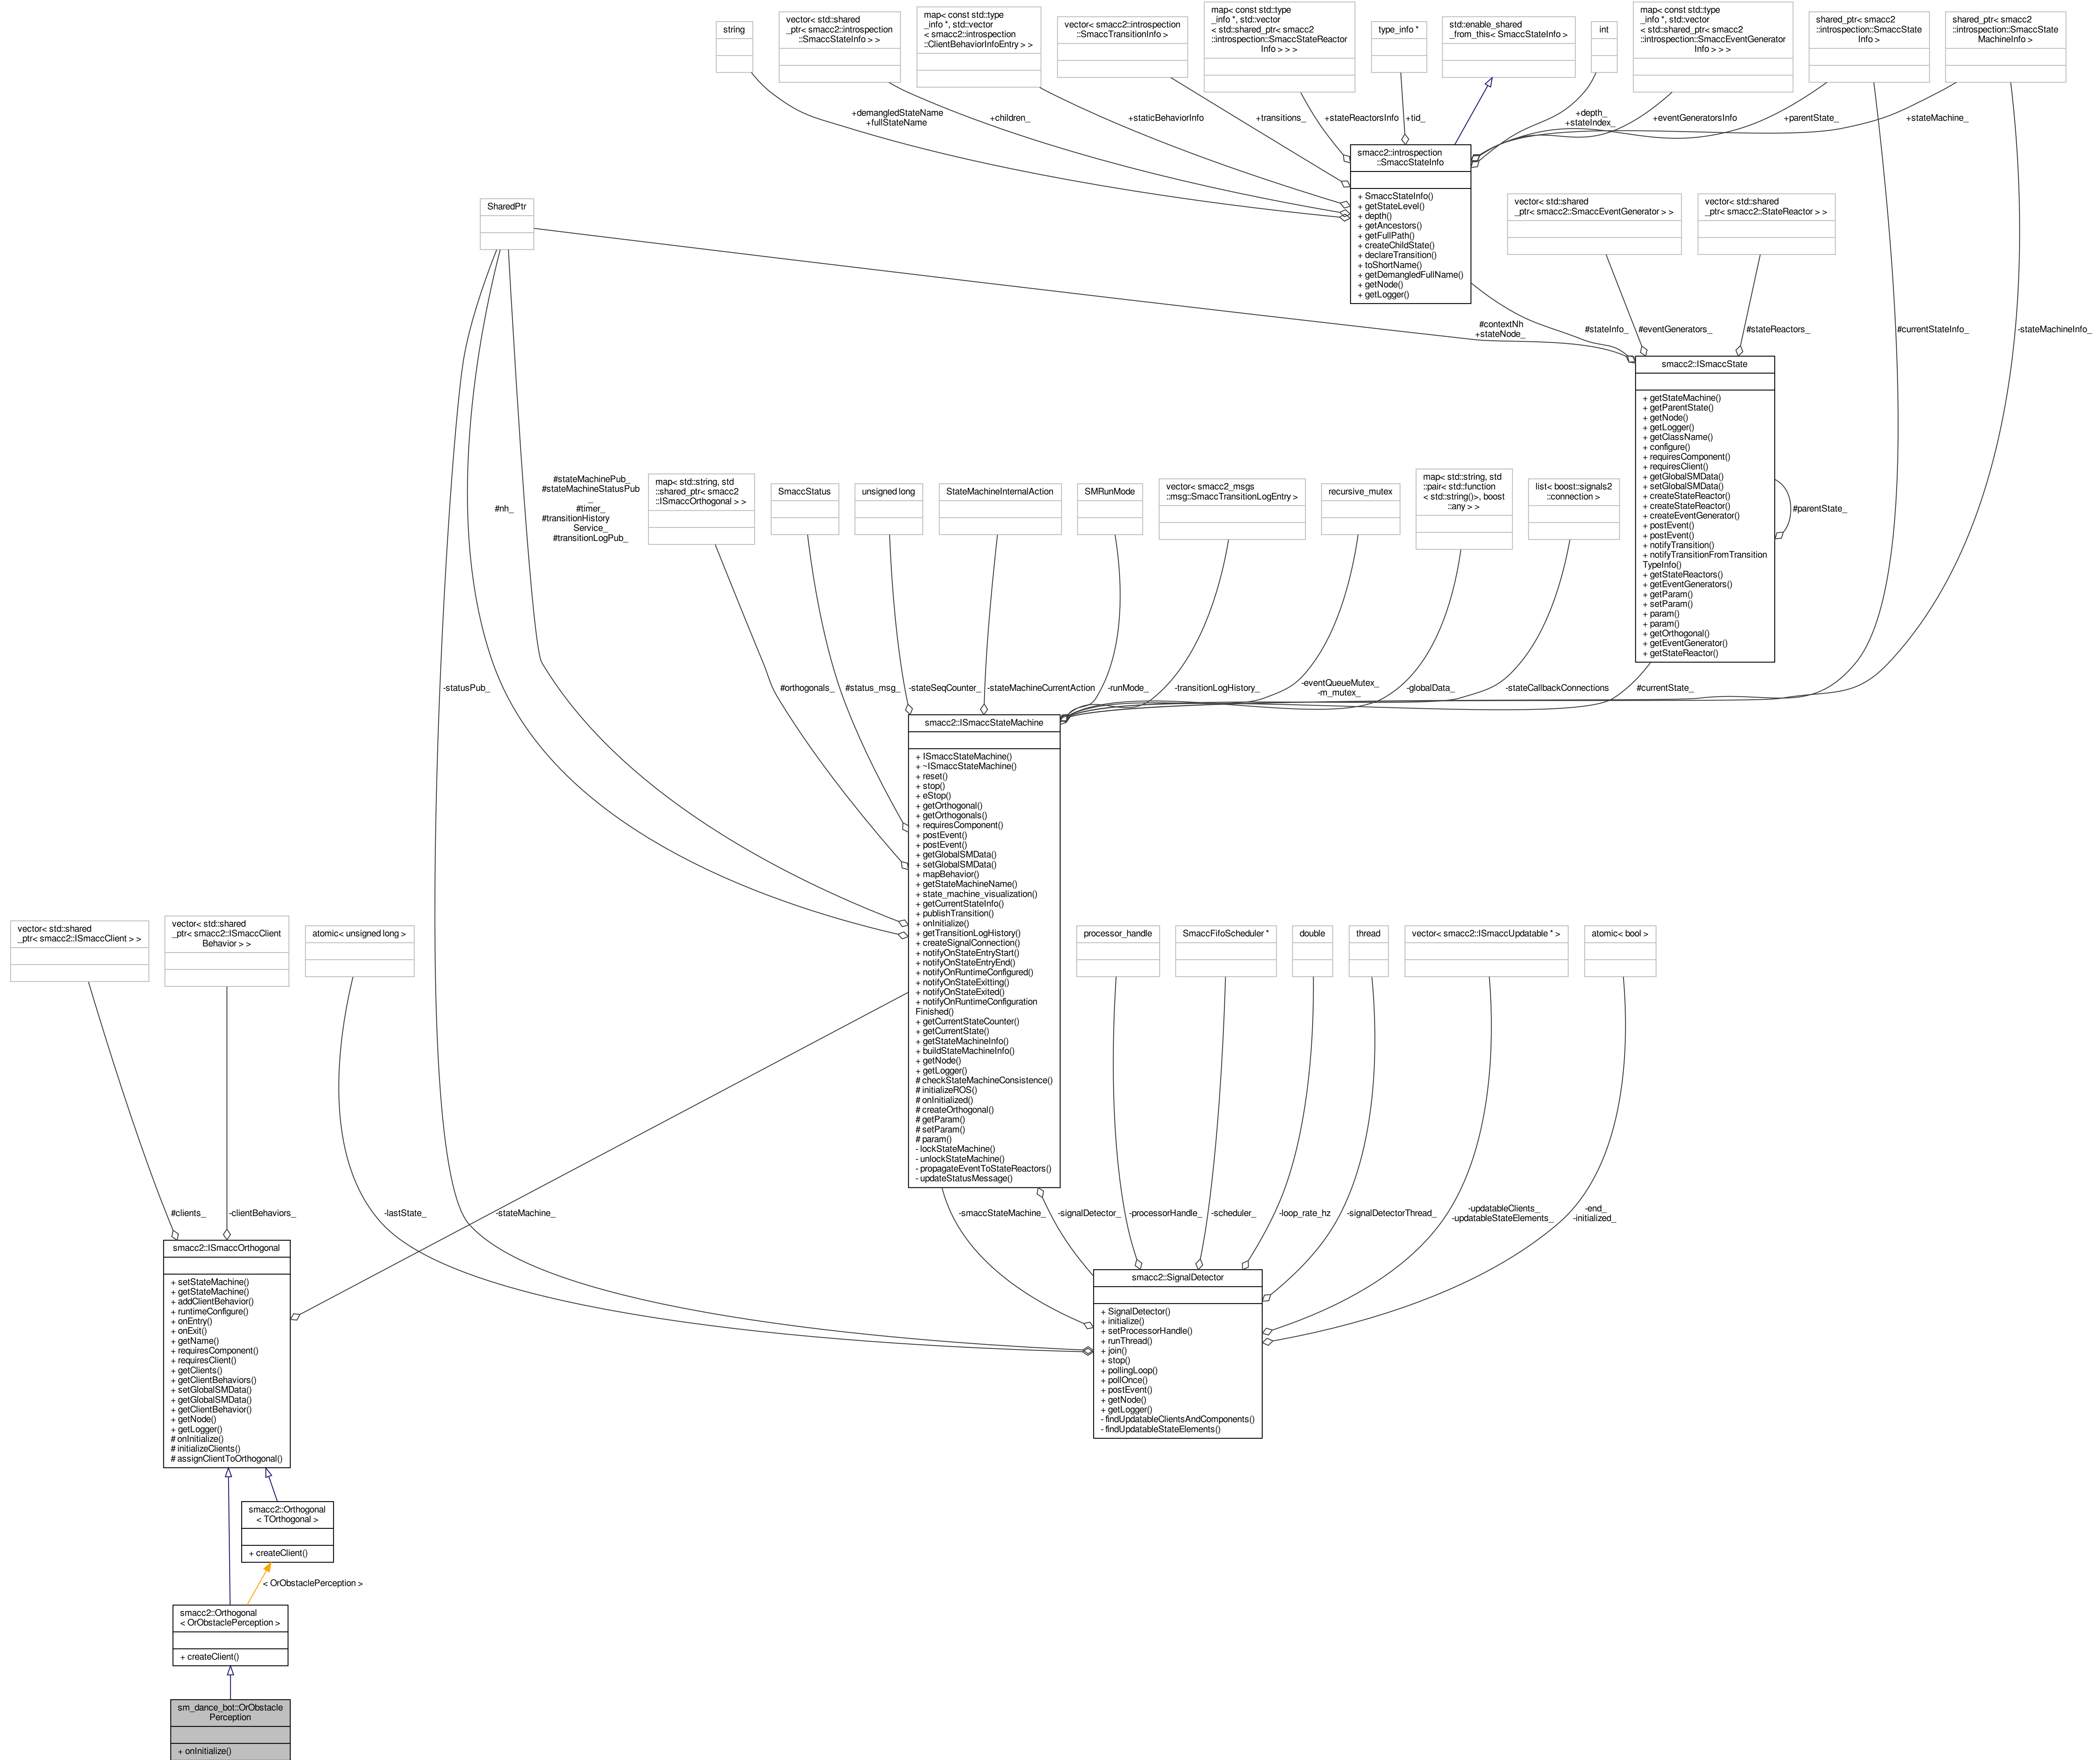 string
vector< std::shared
_ptr< smacc2::introspection
::SmaccStateInfo > >
map< const std::type
_info *, std::vector
< smacc2::introspection
::ClientBehaviorInfoEntry > >
vector< smacc2::introspection
::SmaccTransitionInfo >
map< const std::type
_info *, std::vector
< std::shared_ptr< smacc2
::introspection::SmaccStateReactor
Info > > >
type_info *
std::enable_shared
_from_this< SmaccStateInfo >
int
map< const std::type
_info *, std::vector
< std::shared_ptr< smacc2
::introspection::SmaccEventGenerator
Info > > >
shared_ptr< smacc2
::introspection::SmaccState
Info >
shared_ptr< smacc2
::introspection::SmaccState
MachineInfo >
+demangledStateName
+fullStateName
+children_
+staticBehaviorInfo
+transitions_
+stateReactorsInfo
+tid_
+depth_
+stateIndex_
+eventGeneratorsInfo
+parentState_
+stateMachine_
smacc2::introspection
::SmaccStateInfo
+ SmaccStateInfo()
+ getStateLevel()
+ depth()
+ getAncestors()
+ getFullPath()
+ createChildState()
+ declareTransition()
+ toShortName()
+ getDemangledFullName()
+ getNode()
+ getLogger()
SharedPtr
vector< std::shared
_ptr< smacc2::SmaccEventGenerator > >
vector< std::shared
_ptr< smacc2::StateReactor > >
#contextNh
+stateNode_
#stateInfo_
#eventGenerators_
#stateReactors_
#currentStateInfo_
-stateMachineInfo_
smacc2::ISmaccState
+ getStateMachine()
+ getParentState()
+ getNode()
+ getLogger()
+ getClassName()
+ configure()
+ requiresComponent()
+ requiresClient()
+ getGlobalSMData()
+ setGlobalSMData()
+ createStateReactor()
+ createStateReactor()
+ createEventGenerator()
+ postEvent()
+ postEvent()
+ notifyTransition()
+ notifyTransitionFromTransition
TypeInfo()
+ getStateReactors()
+ getEventGenerators()
+ getParam()
+ setParam()
+ param()
+ param()
+ getOrthogonal()
+ getEventGenerator()
+ getStateReactor()
#parentState_
#nh_
#stateMachinePub_
#stateMachineStatusPub
_
#timer_
#transitionHistory
Service_
#transitionLogPub_
map< std::string, std
::shared_ptr< smacc2
::ISmaccOrthogonal > >
SmaccStatus
unsigned long
StateMachineInternalAction
SMRunMode
vector< smacc2_msgs
::msg::SmaccTransitionLogEntry >
recursive_mutex
map< std::string, std
::pair< std::function
< std::string()>, boost
::any > >
list< boost::signals2
::connection >
-statusPub_
#orthogonals_
#status_msg_
-stateSeqCounter_
-stateMachineCurrentAction
-runMode_
-transitionLogHistory_
-eventQueueMutex_
-m_mutex_
-globalData_
-stateCallbackConnections
#currentState_
smacc2::ISmaccStateMachine
+ ISmaccStateMachine()
+ ~ISmaccStateMachine()
+ reset()
+ stop()
+ eStop()
+ getOrthogonal()
+ getOrthogonals()
+ requiresComponent()
+ postEvent()
+ postEvent()
+ getGlobalSMData()
+ setGlobalSMData()
+ mapBehavior()
+ getStateMachineName()
+ state_machine_visualization()
+ getCurrentStateInfo()
+ publishTransition()
+ onInitialize()
+ getTransitionLogHistory()
+ createSignalConnection()
+ notifyOnStateEntryStart()
+ notifyOnStateEntryEnd()
+ notifyOnRuntimeConfigured()
+ notifyOnStateExitting()
+ notifyOnStateExited()
+ notifyOnRuntimeConfiguration
Finished()
+ getCurrentStateCounter()
+ getCurrentState()
+ getStateMachineInfo()
+ buildStateMachineInfo()
+ getNode()
+ getLogger()
# checkStateMachineConsistence()
# initializeROS()
# onInitialized()
# createOrthogonal()
# getParam()
# setParam()
# param()
- lockStateMachine()
- unlockStateMachine()
- propagateEventToStateReactors()
- updateStatusMessage()
vector< std::shared
_ptr< smacc2::ISmaccClient > >
vector< std::shared
_ptr< smacc2::ISmaccClient
Behavior > >
atomic< unsigned long >
processor_handle
SmaccFifoScheduler *
double
thread
vector< smacc2::ISmaccUpdatable * >
atomic< bool >
#clients_
-clientBehaviors_
-lastState_
-stateMachine_
-smaccStateMachine_
-signalDetector_
-processorHandle_
-scheduler_
-loop_rate_hz
-signalDetectorThread_
-updatableClients_
-updatableStateElements_
-end_
-initialized_
smacc2::ISmaccOrthogonal
+ setStateMachine()
+ getStateMachine()
+ addClientBehavior()
+ runtimeConfigure()
+ onEntry()
+ onExit()
+ getName()
+ requiresComponent()
+ requiresClient()
+ getClients()
+ getClientBehaviors()
+ setGlobalSMData()
+ getGlobalSMData()
+ getClientBehavior()
+ getNode()
+ getLogger()
# onInitialize()
# initializeClients()
# assignClientToOrthogonal()
smacc2::SignalDetector
+ SignalDetector()
+ initialize()
+ setProcessorHandle()
+ runThread()
+ join()
+ stop()
+ pollingLoop()
+ pollOnce()
+ postEvent()
+ getNode()
+ getLogger()
- findUpdatableClientsAndComponents()
- findUpdatableStateElements()
smacc2::Orthogonal
< TOrthogonal >
+ createClient()
< OrObstaclePerception >
smacc2::Orthogonal
< OrObstaclePerception >
+ createClient()
sm_dance_bot::OrObstacle
Perception
+ onInitialize()